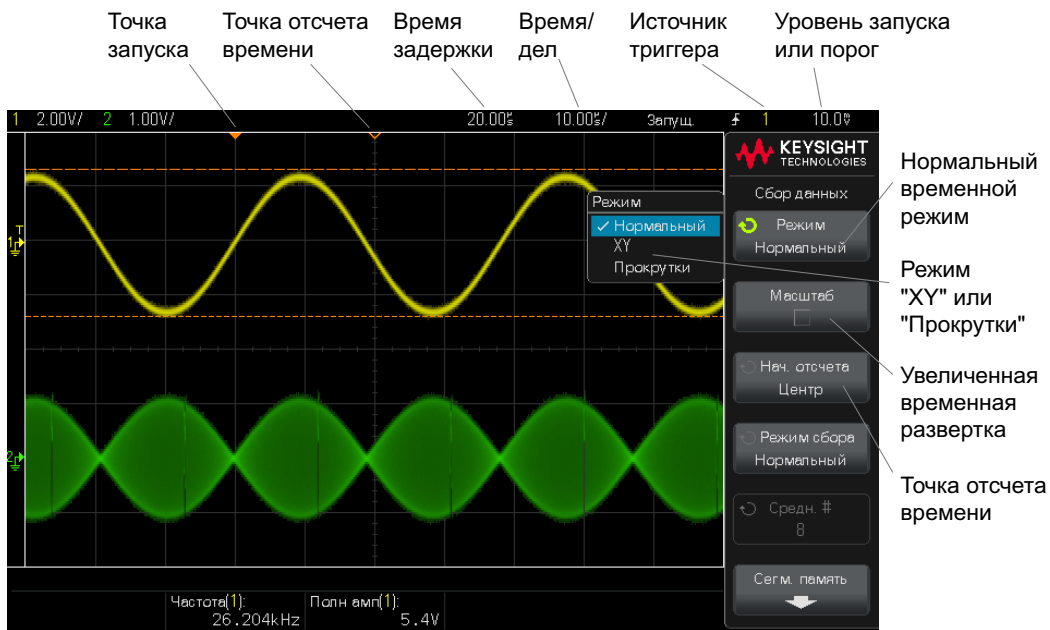 Точка
запуска
Точка отсчета
времени
Время
задержки
Время/
дел
Источник
триггера
Уровень запуска
или порог
1 2.00V/ 2 1.00V/ 20.00s 10.00s/ Запущ. 1 10.0V
KEYSIGHT
TECHNOLOGIES
Сбор данных
Режим
Нормальный
Масштаб
Нач. отсчета
Центр
Режим сбора
Нормальный
Средн. #
8
Сегм. память
Режим
Нормальный
XY
Прокрутки
T
1
2
Частота(1):
26.204kHz
Полн амп(1):
5.4V
Нормальный
временной
режим
Режим
"XY" или
"Прокрутки"
Увеличенная
временная
развертка
Точка отсчета
времени